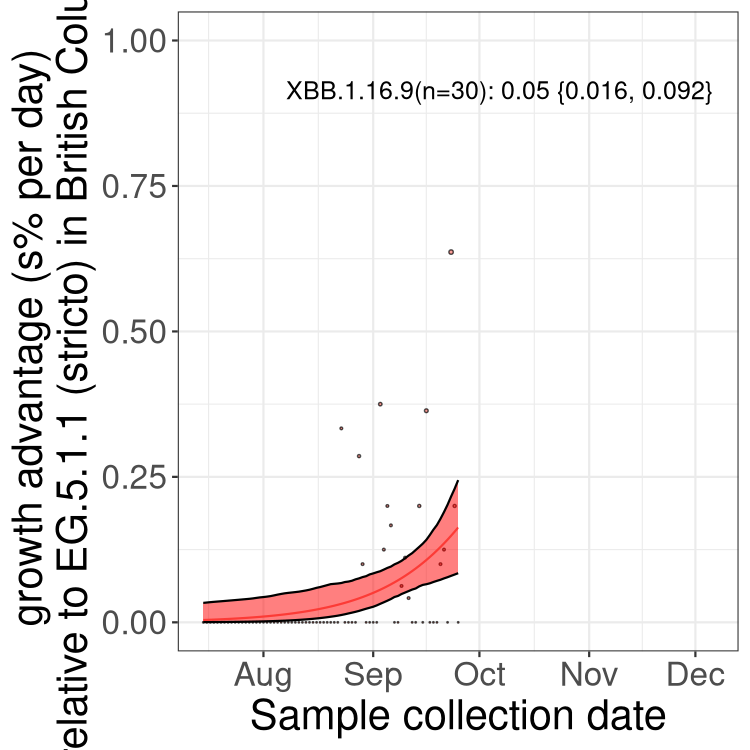 growth advantage (s% per day)
relative to EG.5.1.1 (stricto) in British Colu
1.00
0.75
0.50
0.25
0.00
XBB.1.16.9(n=30): 0.05 {0.016, 0.092}
Aug Sep Oct Nov Dec
Sample collection date